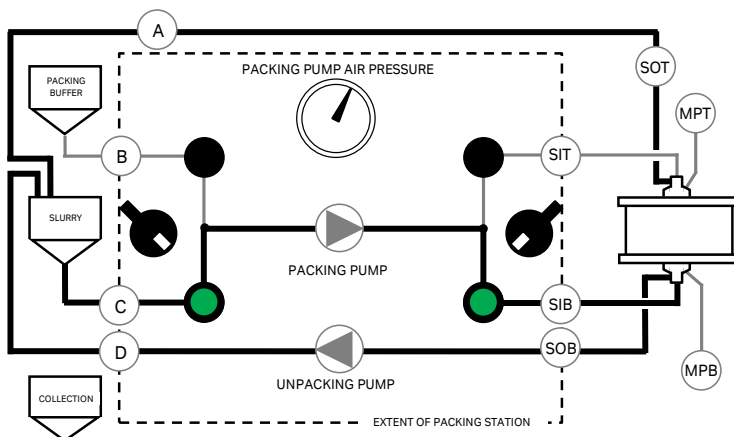 A
SOT
PACKING
BUFFER
PACKING PUMP AIR PRESSURE
MPT
B
SIT
SLURRY
PACKING PUMP
C
SIB
D
SOB
UNPACKING PUMP
MPB
COLLECTION
EXTENT OF PACKING STATION